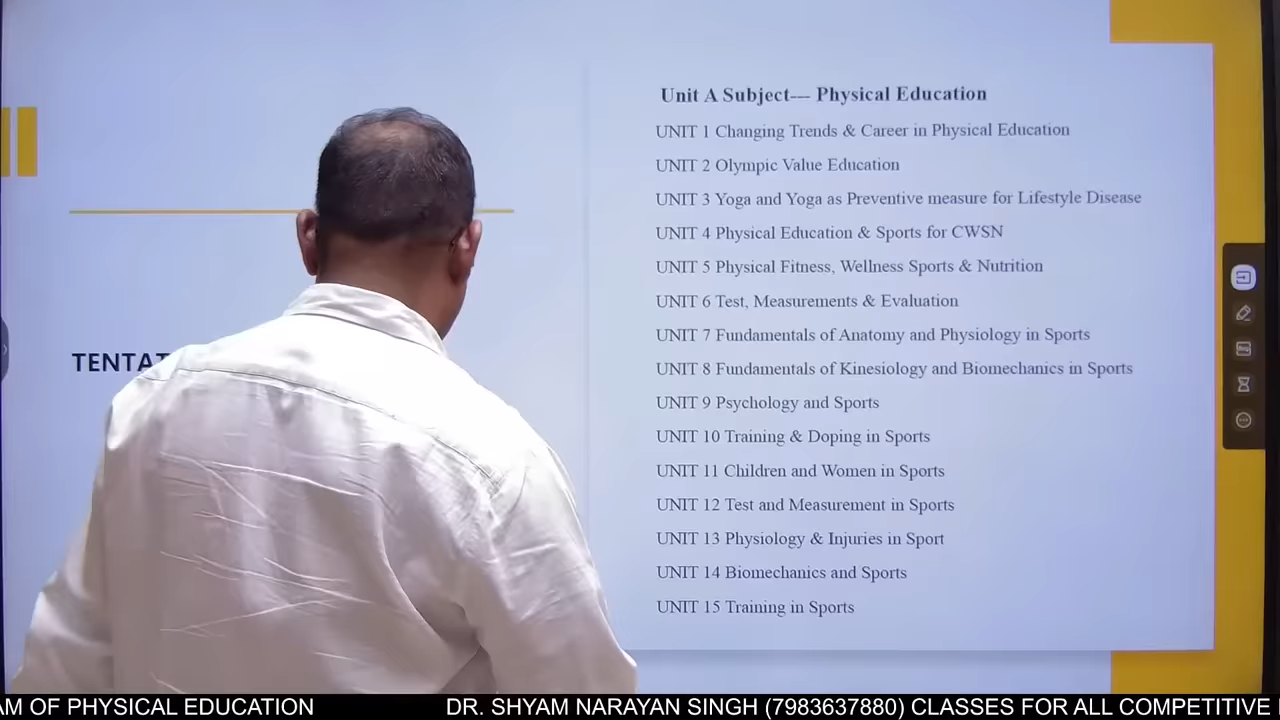 Unit A Subject--- Physical Education
UNIT 1 Changing Trends & Career in Physical Education
UNIT 2 Olympic Value Education
UNIT 3 Yoga and Yoga as Preventive measure for Lifestyle Disease
UNIT 4 Physical Education & Sports for CWSN
UNIT 5 Physical Fitness, Wellness Sports & Nutrition
UNIT 6 Test, Measurements & Evaluation
UNIT 7 Fundamentals of Anatomy and Physiology in Sports
UNIT 8 Fundamentals of Kinesiology and Biomechanics in Sports
UNIT 9 Psychology and Sports
UNIT 10 Training & Doping in Sports
UNIT 11 Children and Women in Sports
UNIT 12 Test and Measurement in Sports
UNIT 13 Physiology & Injuries in Sport
UNIT 14 Biomechanics and Sports
UNIT 15 Training in Sports
OF PHYSICAL EDUCATION DR. SHYAM NARAYAN SINGH (7983637880) CLASSES FOR ALL COMPETITIVE